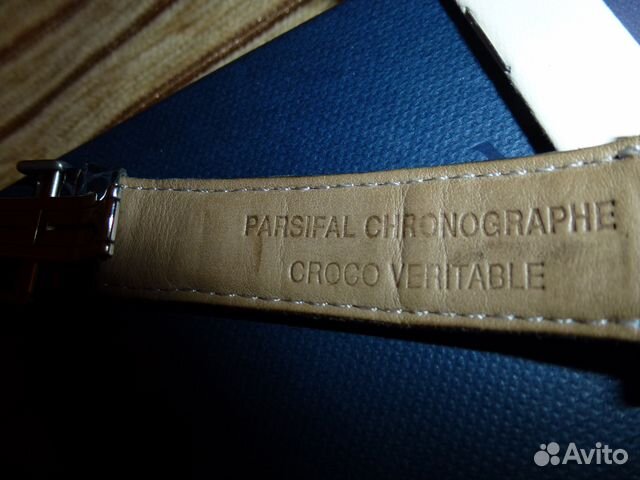 PARSIFAL CHRONOGRAPHE
CROCO VERITABLE
Avito